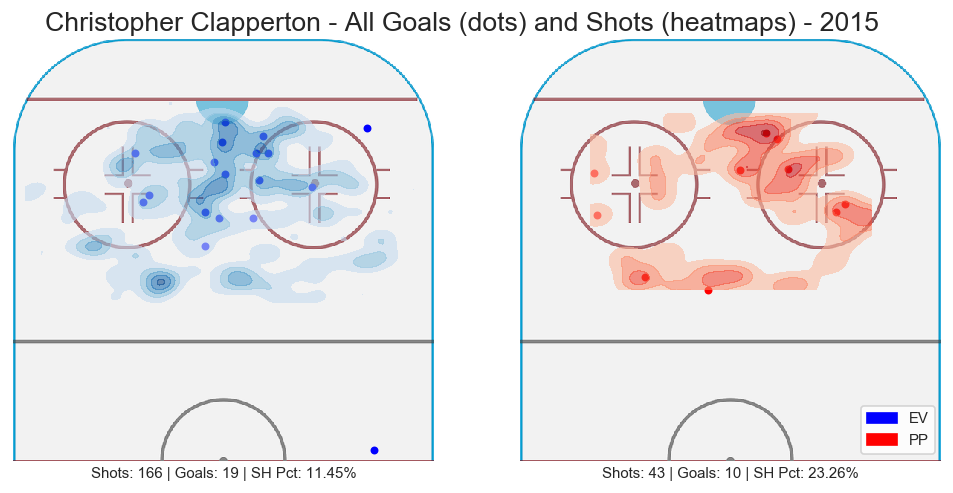 Christopher Clapperton - All Goals (dots) and Shots (heatmaps) - 2015
EV
PP
Shots: 166 | Goals: 19 | SH Pct: 11.45%
Shots: 43 | Goals: 10 | SH Pct: 23.26%